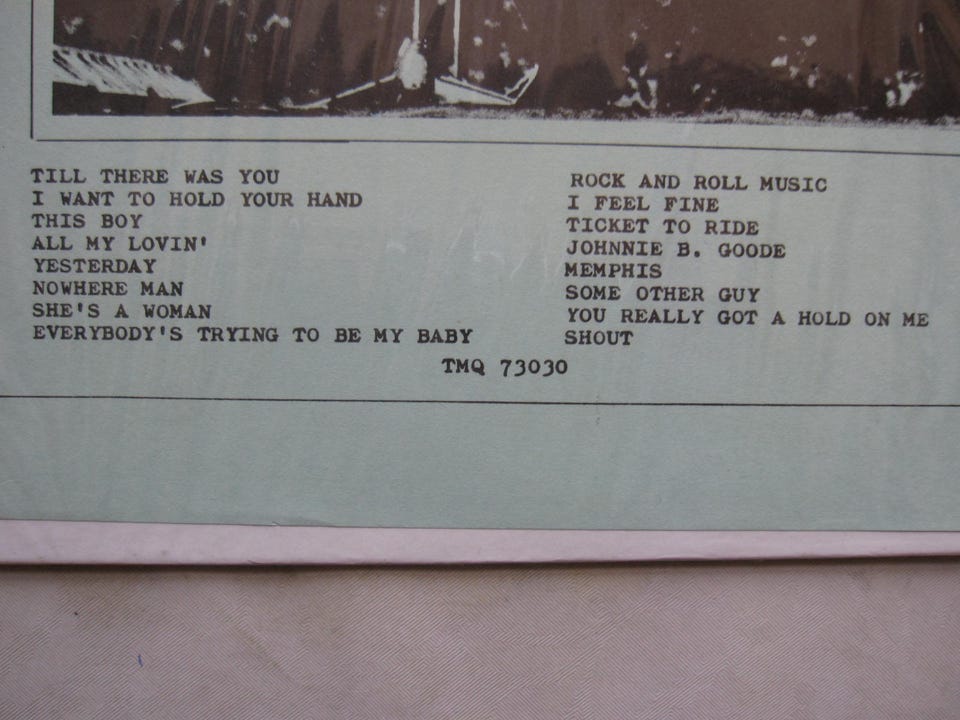 TILL THERE WAS YOU
I WANT TO HOLD YOUR HAND
THIS BOY
ALL MY LOVIN'
YESTERDAY
NOWHERE MAN
SHE'S A WOMAN
EVERYBODY'S TRYING TO BE MY BABY
ROCK AND ROLL MUSIC
I FEEL FINE
TICKET TO RIDE
JOHNNIE B. GOODE
MEMPHIS
SOME OTHER GUY
YOU REALLY GOT A HOLD ON ME
SHOUT
TMQ 73030